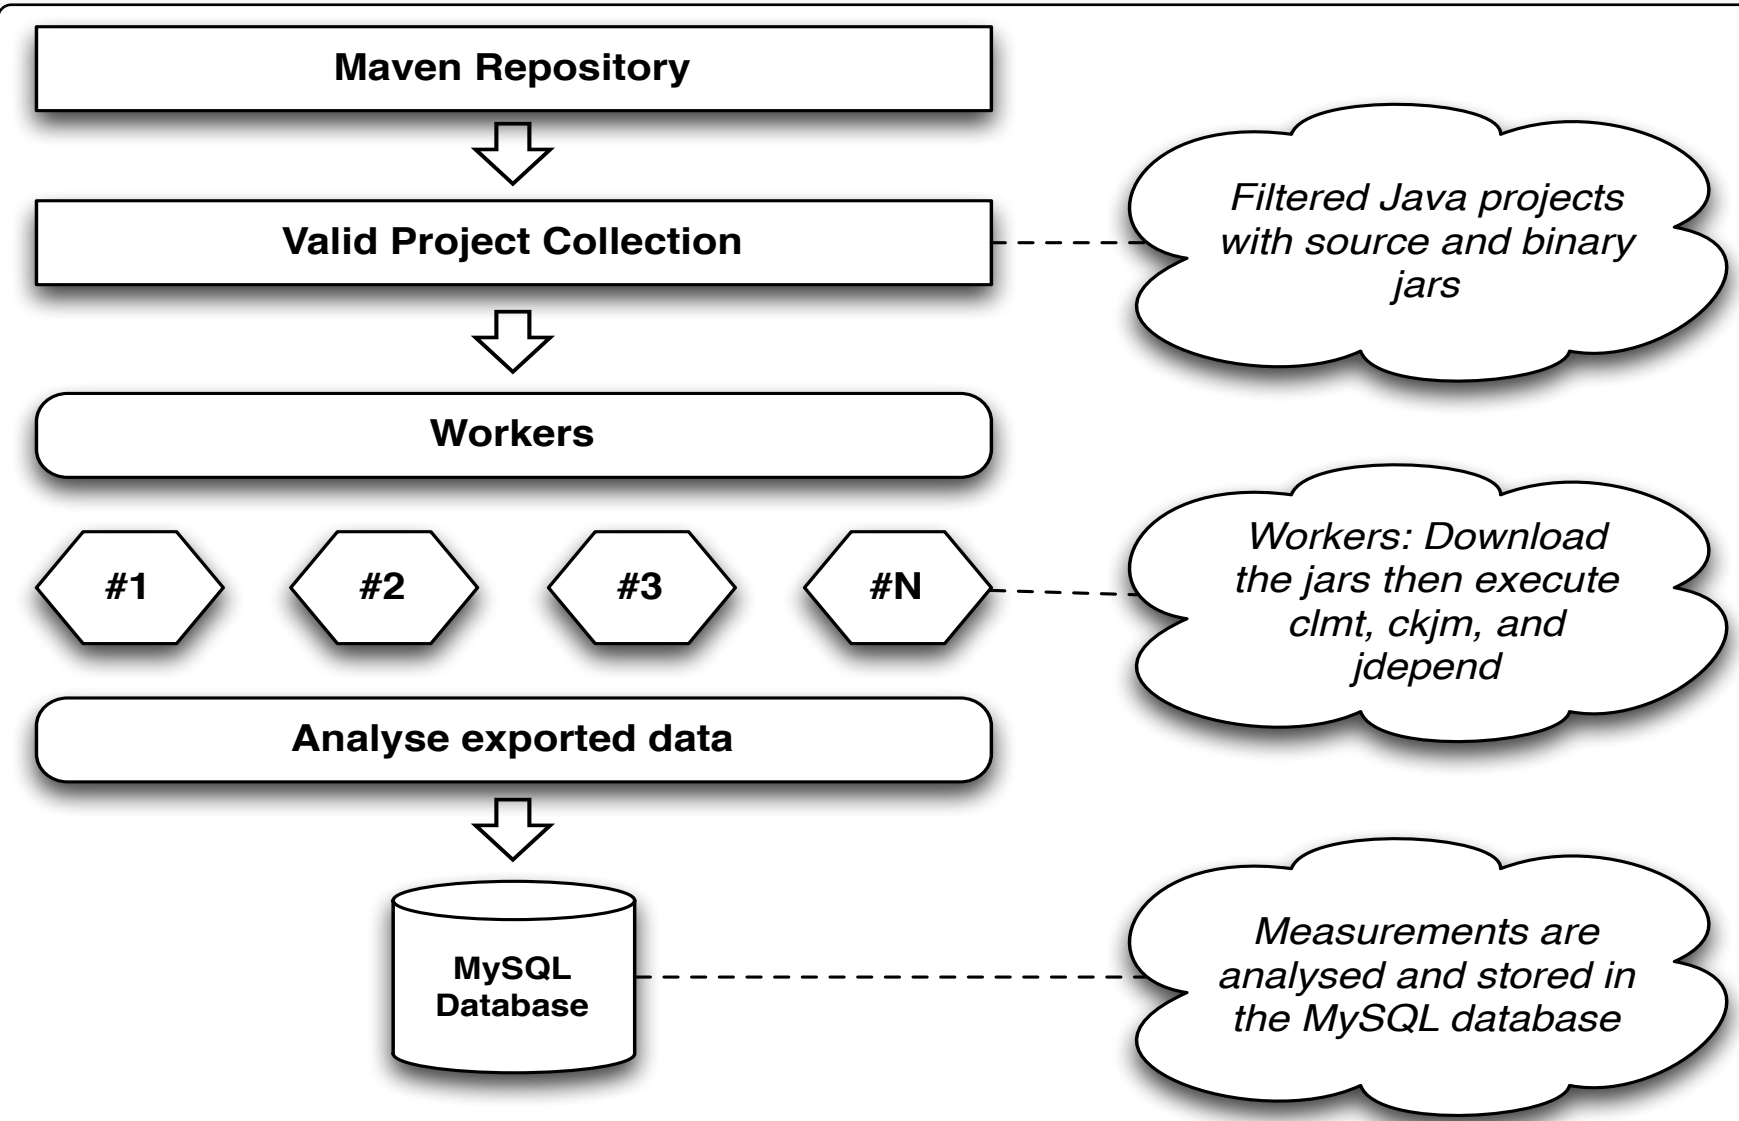 Maven Repository
Valid Project Collection
Filtered Java projects
with source and binary
jars
Workers
#1
#2
#3
#N
Workers: Download
the jars then execute
clmt, ckjm, and
jdepend
Analyse exported data
MySQL
Database
Measurements are
analysed and stored in
the MySQL database